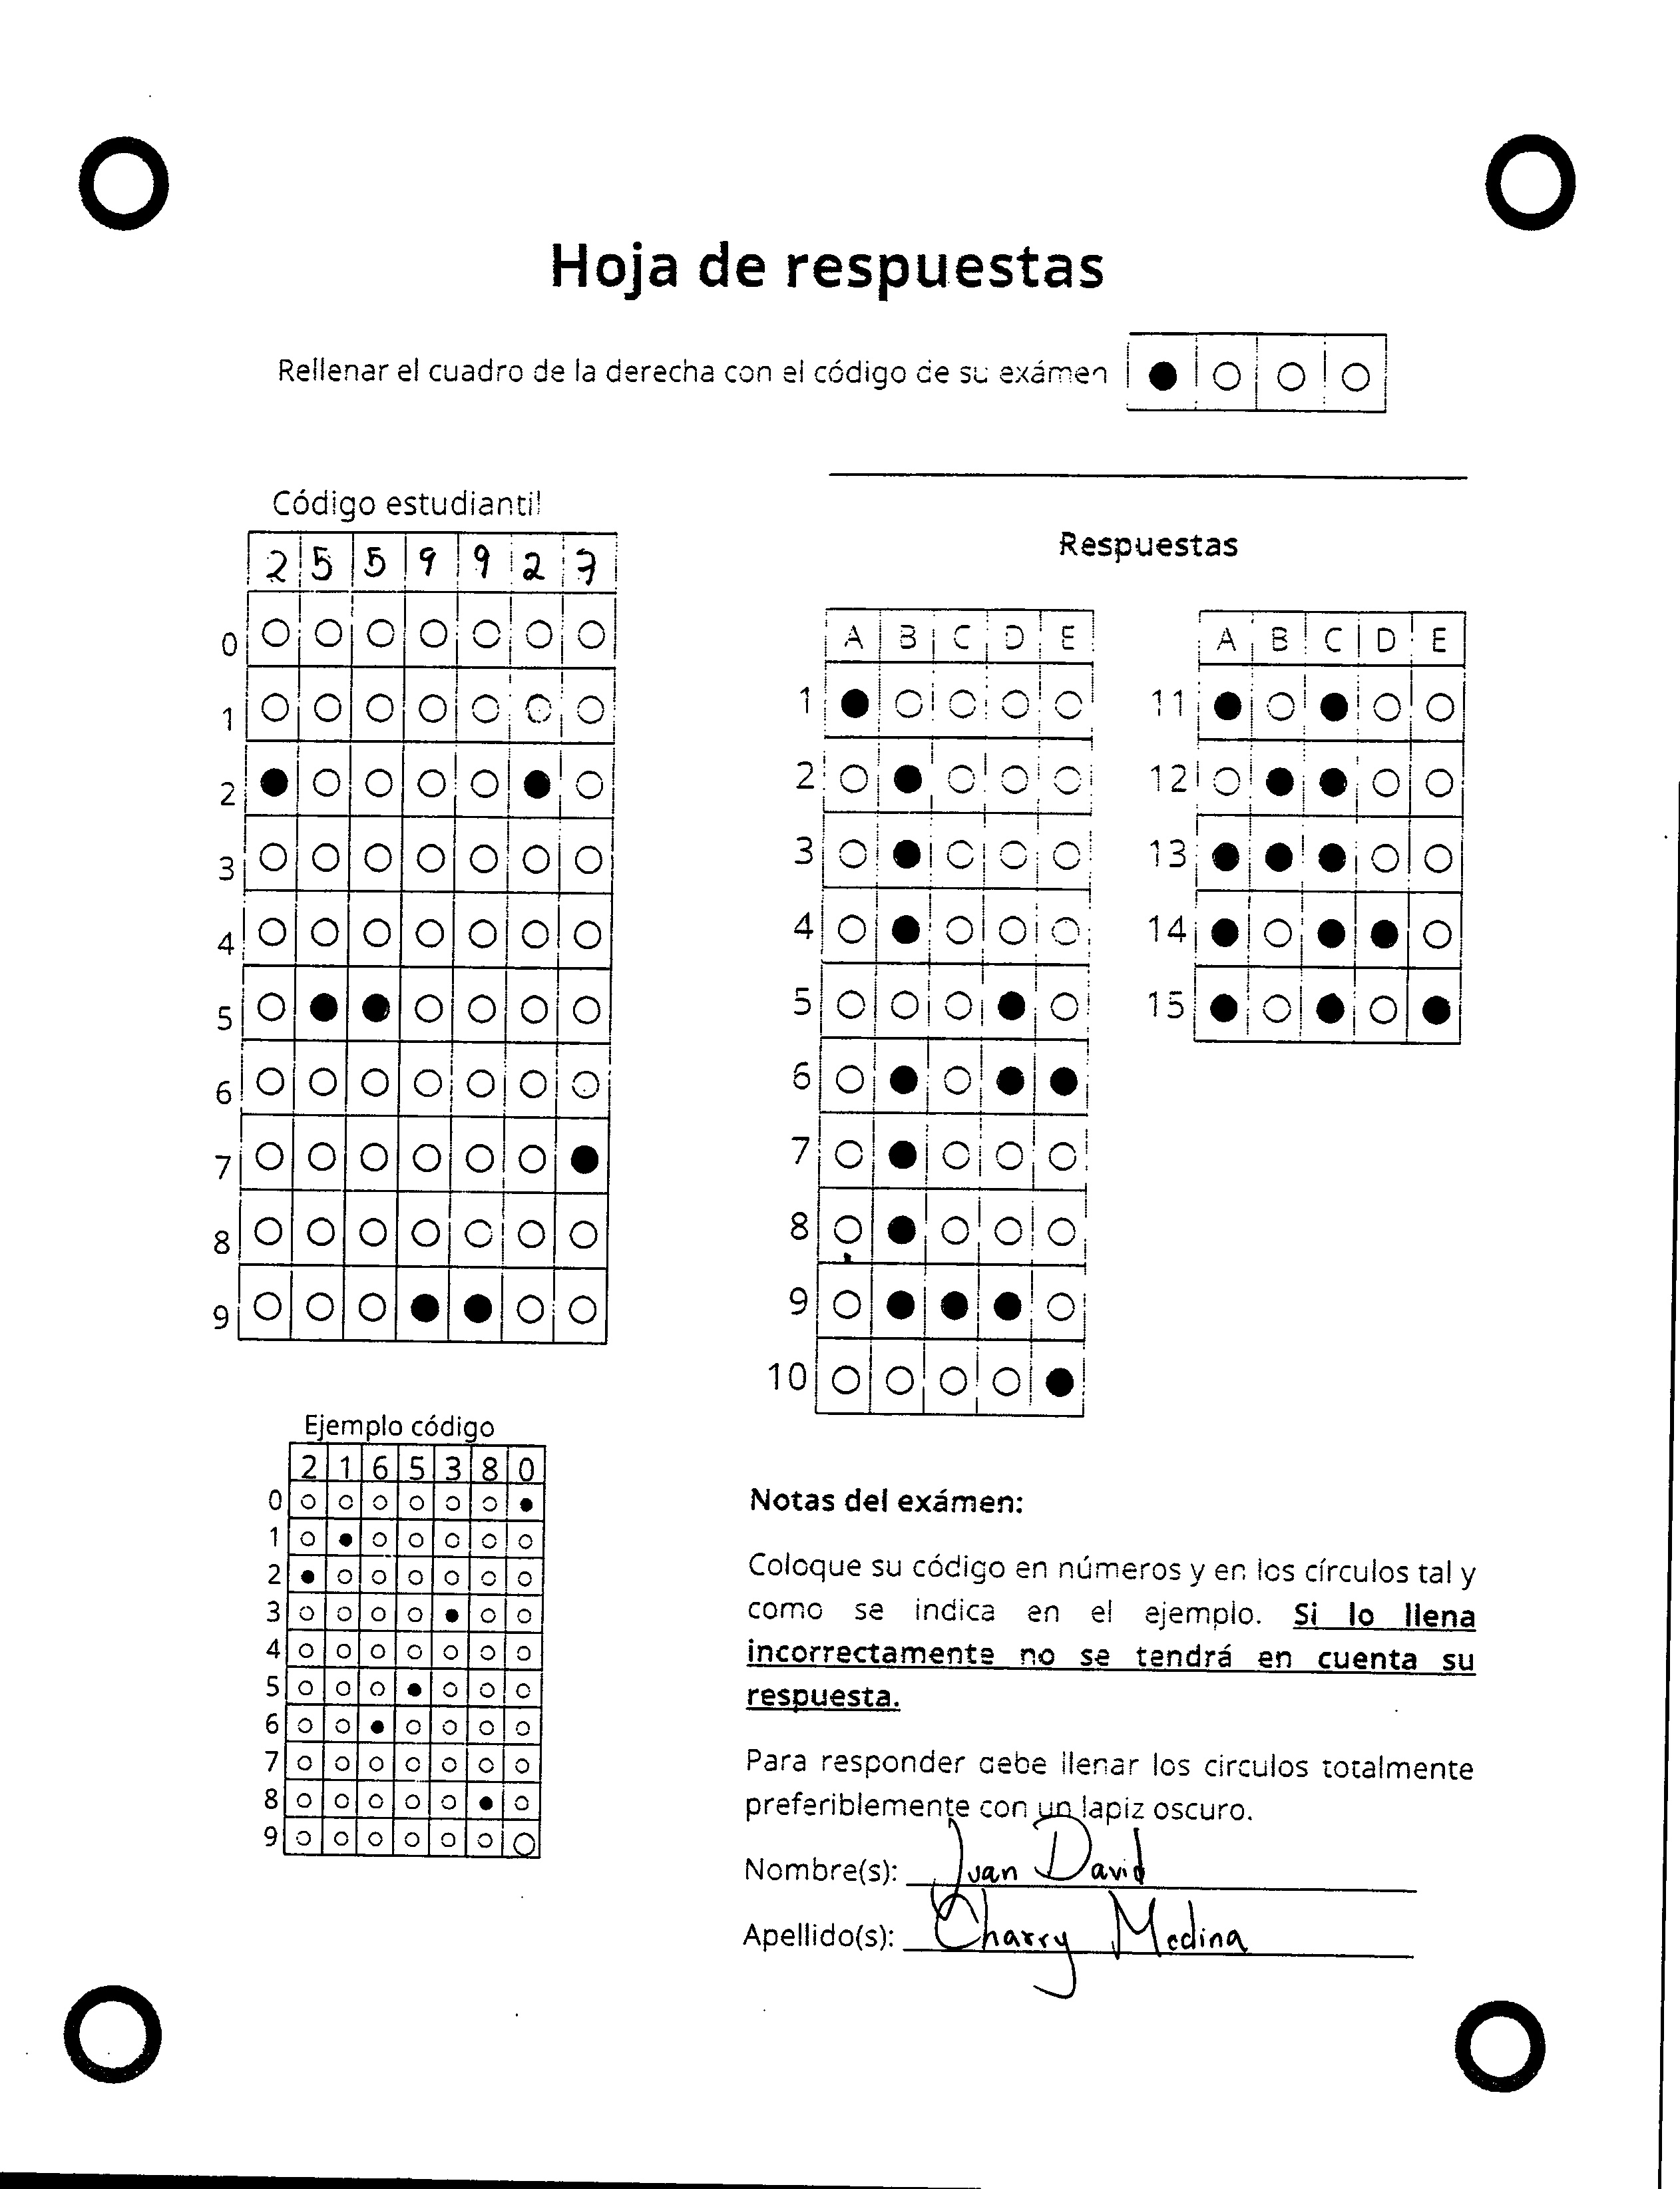 Hoja de respuestas
Rellenar el cuadro de la derecha con el código de su exámen
Código estudiantil
2 5 5 9 9 2 7
0
1
2
3
4
5
6
7
8
9
Respuestas
A B C D E
1
2
3
4
5
6
7
8
9
10
A B C D E
11
12
13
14
15
Ejemplo código
2 1 6 5 3 8 0
0
1
2
3
4
5
6
7
8
9
Notas del exámen:
Coloque su código en números y en los círculos tal y
como se indica en el ejemplo. Si lo llena
incorrectamente no se tendrá en cuenta su
respuesta.
Para responder debe llenar los circulos totalmente
preferiblemente con un lapiz oscuro.
Nombre(s): Juan David
Apellido(s): Charry Medina